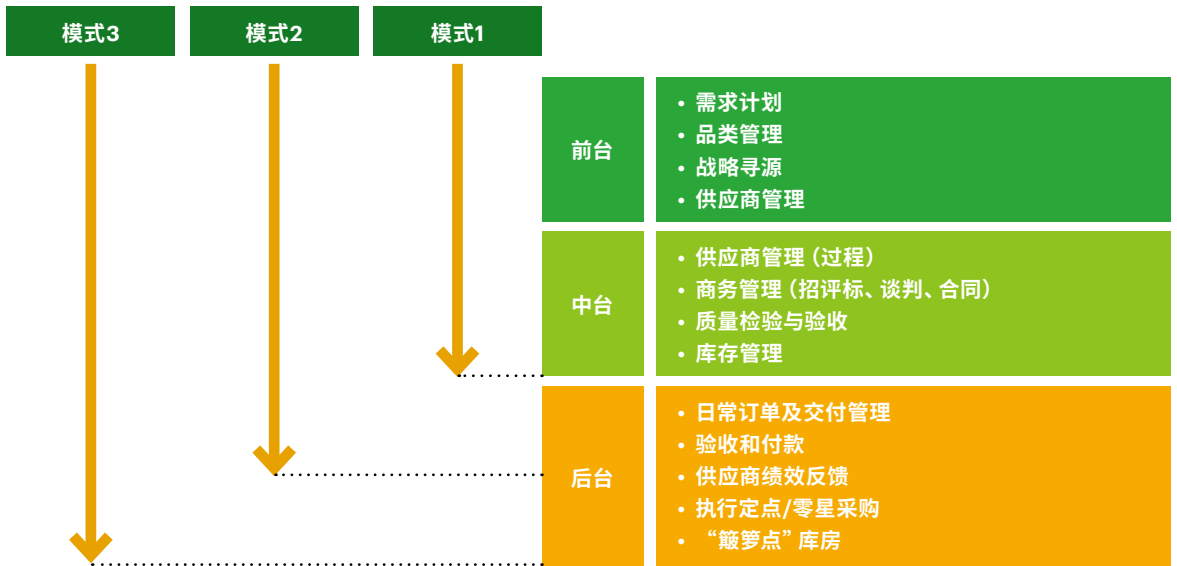 模式3
模式2
模式1
前台
• 需求计划
• 品类管理
• 战略寻源
• 供应商管理
中台
• 供应商管理（过程）
• 商务管理（招评标、谈判、合同）
• 质量检验与验收
• 库存管理
后台
• 日常订单及交付管理
• 验收和付款
• 供应商绩效反馈
• 执行定点/零星采购
• “簸箩点”库房